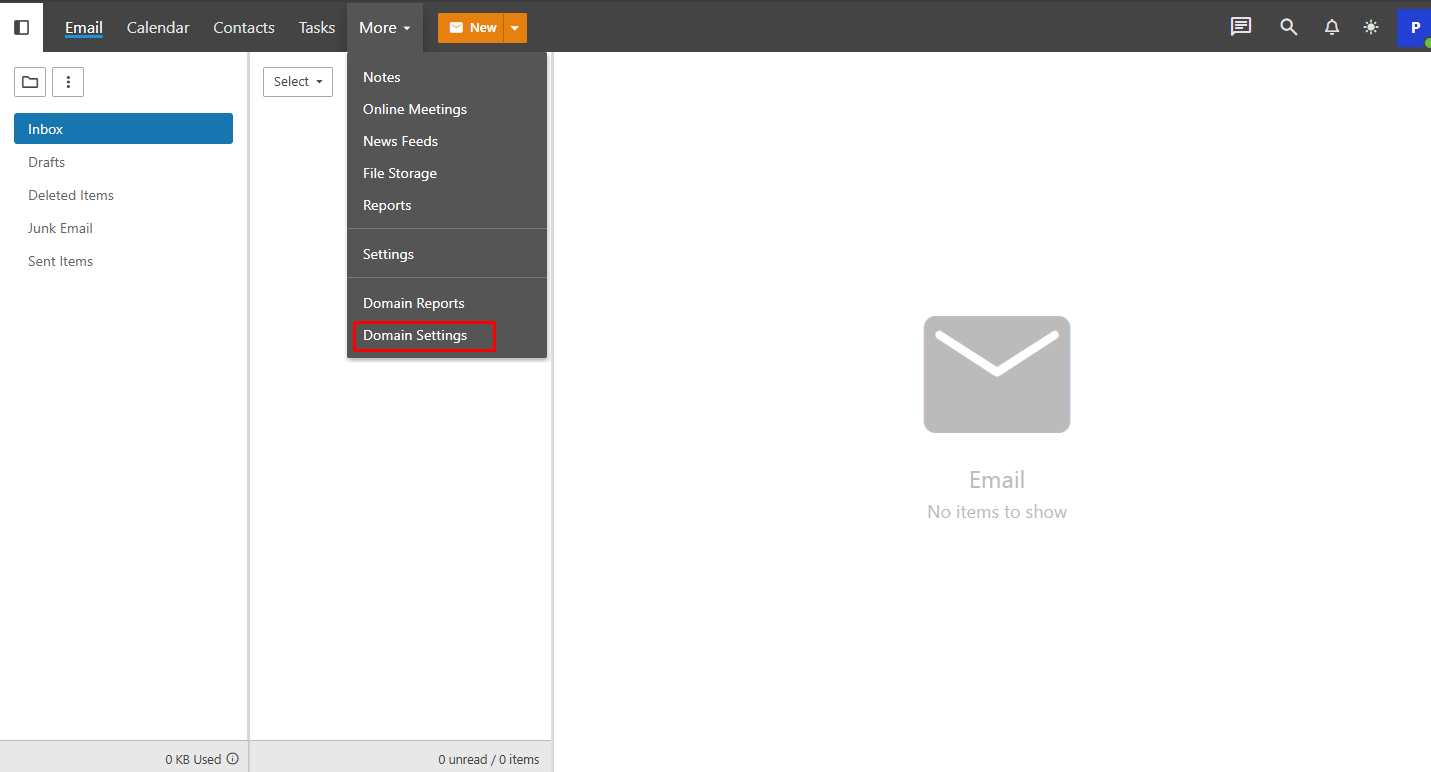 Email Calendar Contacts Tasks More New P
Select
Inbox
Drafts
Deleted Items
Junk Email
Sent Items
Notes
Online Meetings
News Feeds
File Storage
Reports
Settings
Domain Reports
Domain Settings
Email
No items to show
0 KB Used
0 unread / 0 items